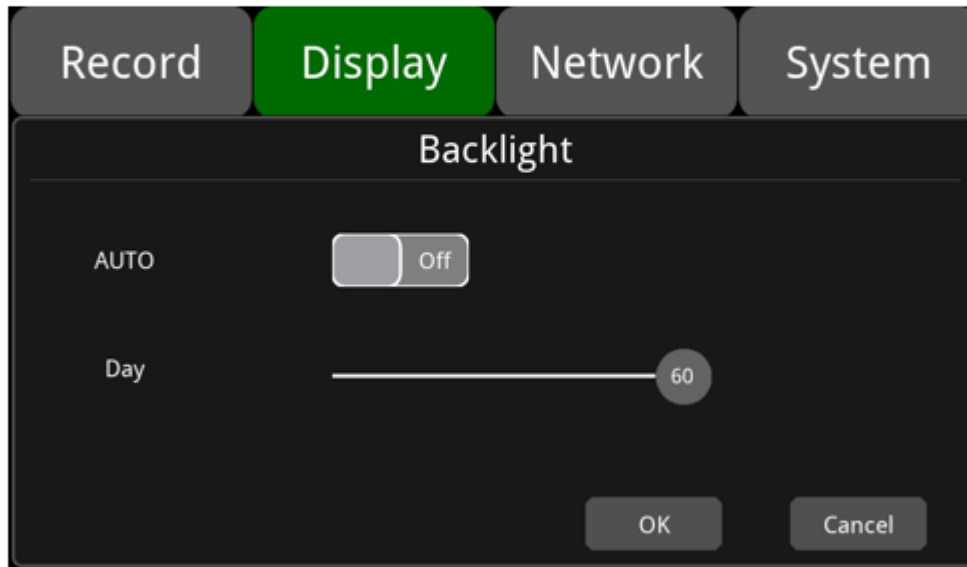 Record Display Network System
Backlight
AUTO Off
Day 60
OK Cancel